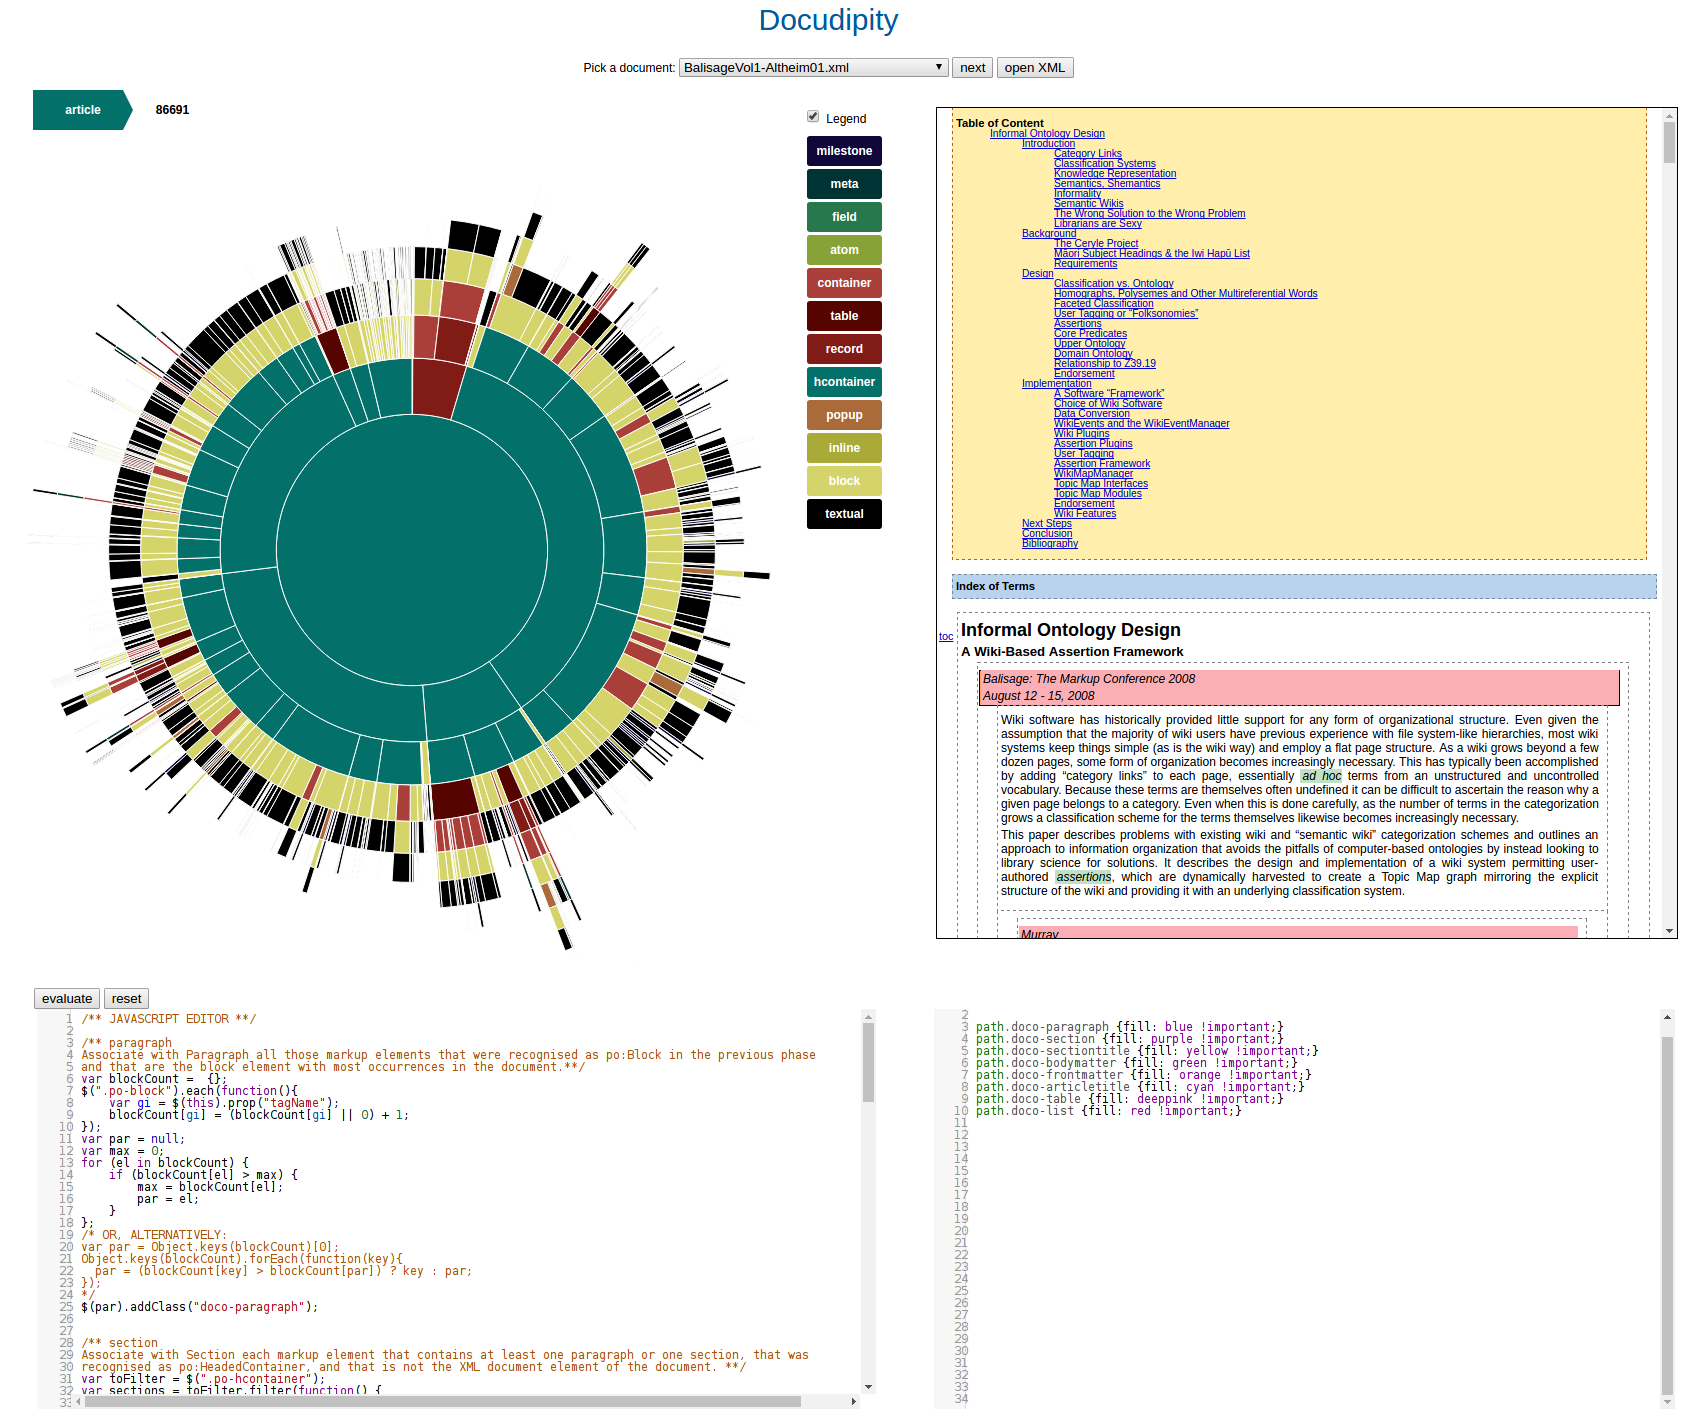 Docudipity
Pick a document: BalisageVol1-Altheim01.xml next open XML
article 86691
Legend
milestone
meta
field
atom
container
table
record
hcontainer
popup
inline
block
textual
Table of Content
Informal Ontology Design
Introduction
Category Links
Classification Systems
Knowledge Representation
Semantics, Shemantics
Informality
Semantic Wikis
The Wrong Solution to the Wrong Problem
Librarians are Sexy
Background
The Ceryle Project
Māori Subject Headings & the Iwi Hapū List
Requirements
Design
Classification vs. Ontology
Homographs, Polysemes and Other Multireferential Words
Faceted Classification
User Tagging or “Folksonomies”
Assertions
Core Predicates
Upper Ontology
Domain Ontology
Relationship to Z39.19
Endorsement
Implementation
A Software “Framework”
Choice of Wiki Software
Data Conversion
WikiEvents and the WikiEventManager
Wiki Plugins
Assertion Plugins
User Tagging
Assertion Framework
WikiMapManager
Topic Map Interfaces
Topic Map Modules
Endorsement
Wiki Features
Next Steps
Conclusion
Bibliography
Index of Terms
toc
Informal Ontology Design
A Wiki-Based Assertion Framework
Balisage: The Markup Conference 2008
August 12 - 15, 2008
Wiki software has historically provided little support for any form of organizational structure. Even given the
assumption that the majority of wiki users have previous experience with file system-like hierarchies, most wiki
systems keep things simple (as is the wiki way) and employ a flat page structure. As a wiki grows beyond a few
dozen pages, some form of organization becomes increasingly necessary. This has typically been accomplished
by adding “category links” to each page, essentially ad hoc terms from an unstructured and uncontrolled
vocabulary. Because these terms are themselves often undefined it can be difficult to ascertain the reason why a
given page belongs to a category. Even when this is done carefully, as the number of terms in the categorization
grows a classification scheme for the terms themselves likewise becomes increasingly necessary.
This paper describes problems with existing wiki and “semantic wiki” categorization schemes and outlines an
approach to information organization that avoids the pitfalls of computer-based ontologies by instead looking to
library science for solutions. It describes the design and implementation of a wiki system permitting user-
authored assertions, which are dynamically harvested to create a Topic Map graph mirroring the explicit
structure of the wiki and providing it with an underlying classification system.
Murray
evaluate reset
1 /** JAVASCRIPT EDITOR **/
2
3 /** paragraph
4 Associate with Paragraph all those markup elements that were recognised as po:Block in the previous phase
5 and that are the block element with most occurrences in the document.**/
6 var blockCount =  {};
7 $(".po-block").each(function(){
8     var gi = $(this).prop("tagName");
9     blockCount[gi] = (blockCount[gi] || 0) + 1;
10 });
11 var par = null;
12 var max = 0;
13 for (el in blockCount) {
14     if (blockCount[el] > max) {
15         max = blockCount[el];
16         par = el;
17     }
18 };
19 /* OR, ALTERNATIVELY:
20 var par = Object.keys(blockCount)[0];
21 Object.keys(blockCount).forEach(function(key){
22   par = (blockCount[key] > blockCount[par]) ? key : par;
23 });
24 */
25 $(par).addClass("doco-paragraph");
26
27
28 /** section
29 Associate with Section each markup element that contains at least one paragraph or one section, that was
30 recognised as po:HeadedContainer, and that is not the XML document element of the document. **/
31 var toFilter = $(".po-hcontainer");
32 var sections = toFilter.filter(function() {
33
2
3 path.doco-paragraph {fill: blue !important;}
4 path.doco-section {fill: purple !important;}
5 path.doco-sectiontitle {fill: yellow !important;}
6 path.doco-bodymatter {fill: green !important;}
7 path.doco-frontmatter {fill: orange !important;}
8 path.doco-articletitle {fill: cyan !important;}
9 path.doco-table {fill: deeppink !important;}
10 path.doco-list {fill: red !important;}
11
12
13
14
15
16
17
18
19
20
21
22
23
24
25
26
27
28
29
30
31
32
33
34